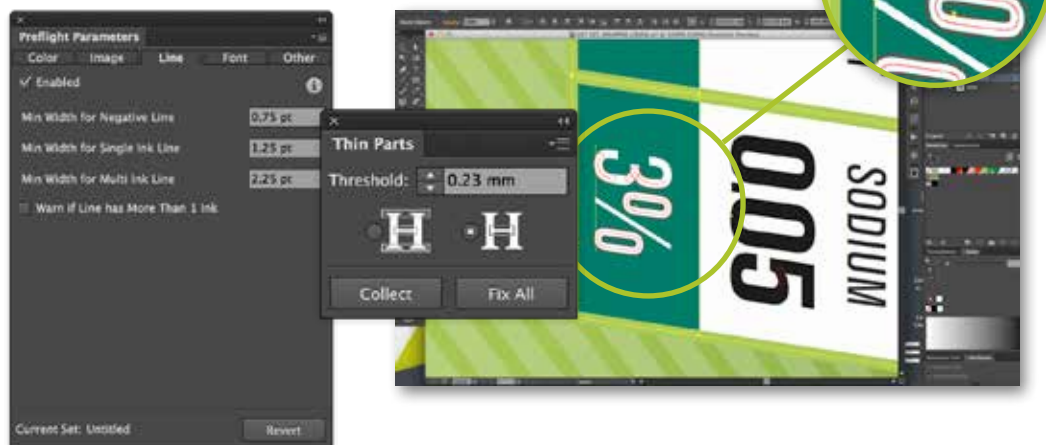 Preflight Parameters
Color Image Line Font Other
Enabled
Min Width for Negative Line 0.75 pt
Min Width for Single Ink Line 1.25 pt
Min Width for Multi Ink Line 2.25 pt
Warn if Line has More Than 1 Ink
Current Set: Untitled Revert
Thin Parts
Threshold: 0.23 mm
H H
Collect Fix All
3%
0.05
SODIUM
%